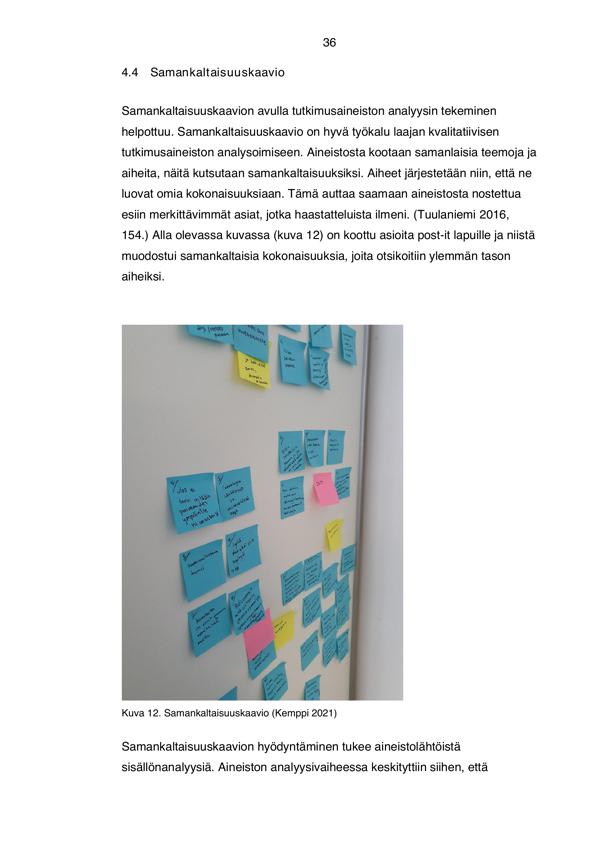 36
4.4 Samankaltaisuuskaavio
Samankaltaisuuskaavion avulla tutkimusaineiston analyysin tekeminen
helpottuu. Samankaltaisuuskaavio on hyvä työkalu laajan kvalitatiivisen
tutkimusaineiston analysoimiseen. Aineistosta kootaan samanlaisia teemoja ja
aiheita, näitä kutsutaan samankaltaisuuksiksi. Aiheet järjestetään niin, että ne
luovat omia kokonaisuuksiaan. Tämä auttaa saamaan aineistosta nostettua
esiin merkittävimmät asiat, jotka haastatteluista ilmeni. (Tuulaniemi 2016,
154.) Alla olevassa kuvassa (kuva 12) on koottu asioita post-it lapuille ja niistä
muodostui samankaltaisia kokonaisuuksia, joita otsikoitiin ylemmän tason
aiheiksi.
Kuva 12. Samankaltaisuuskaavio (Kemppi 2021)
Samankaltaisuuskaavion hyödyntäminen tukee aineistolähtöistä
sisällönanalyysiä. Aineiston analyysivaiheessa keskityttiin siihen, että